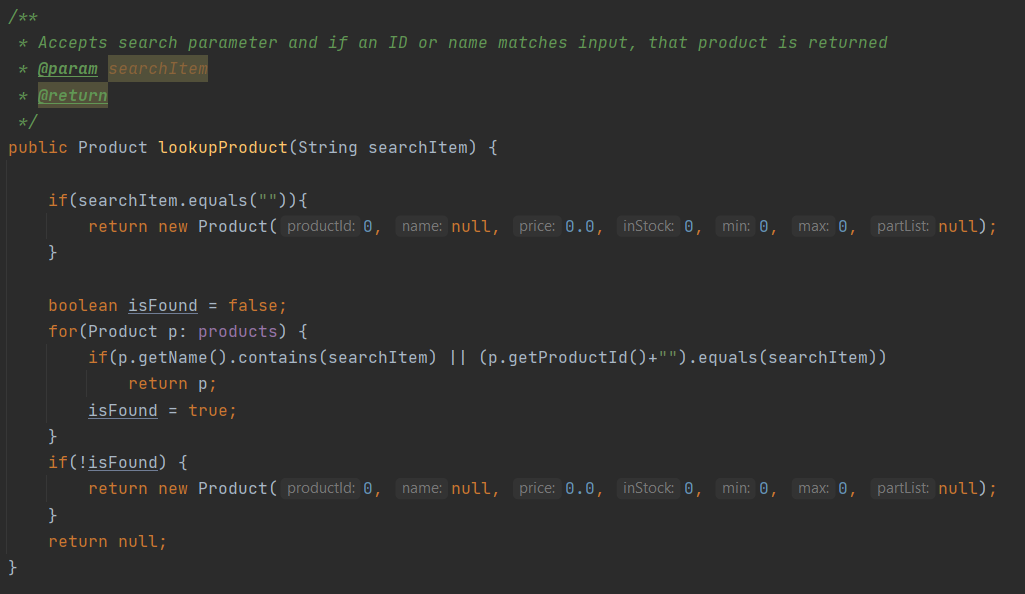 /**
 * Accepts search parameter and if an ID or name matches input, that product is returned
 * @param searchItem
 * @return
 */
public Product lookupProduct(String searchItem) {
    if(searchItem.equals("")){
        return new Product( productId: 0, name: null, price: 0.0, inStock: 0, min: 0, max: 0, partList: null);
    }
    boolean isFound = false;
    for(Product p: products) {
        if(p.getName().contains(searchItem) || (p.getProductId()+"").equals(searchItem))
            return p;
        isFound = true;
    }
    if(!isFound) {
        return new Product( productId: 0, name: null, price: 0.0, inStock: 0, min: 0, max: 0, partList: null);
    }
    return null;
}